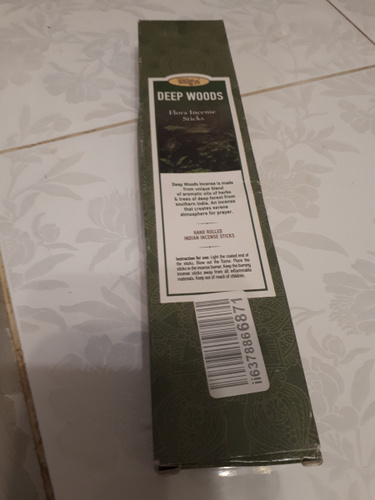 DEEP WOODS
Flora Incense
Sticks
Deep Woods Incense is made
from unique blend
of aromatic oils of herbs
& trees of deep forest from
southern India. An incense
that creates serene
atmosphere for prayer.
HAND ROLLED
INDIAN INCENSE STICKS
Instruction for use: Light the coated end of
the sticks. Blow out the flame. Place the
sticks in the incense burner. Keep the burning
incense sticks away from all inflammable
materials. Keep out of reach of children.